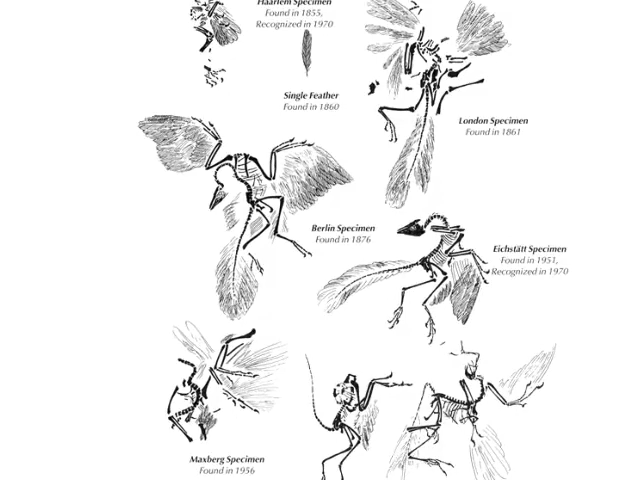 Haarlem Specimen
Found in 1855,
Recognized in 1970
Single Feather
Found in 1860
London Specimen
Found in 1861
Berlin Specimen
Found in 1876
Eichstätt Specimen
Found in 1951,
Recognized in 1970
Maxberg Specimen
Found in 1956